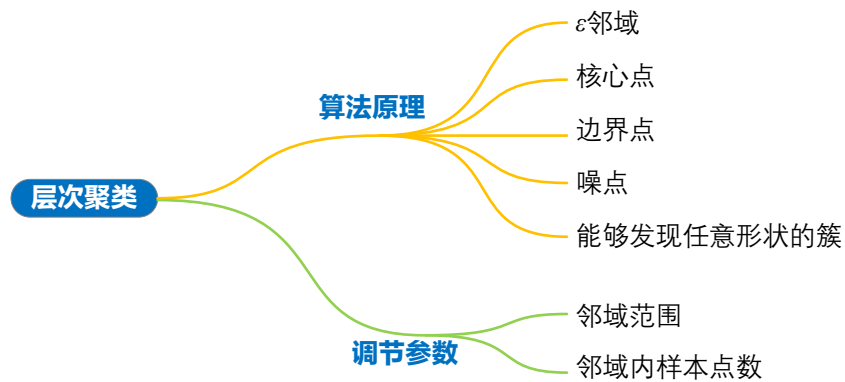 层次聚类
算法原理
ε邻域
核心点
边界点
噪点
能够发现任意形状的簇
调节参数
邻域范围
邻域内样本点数